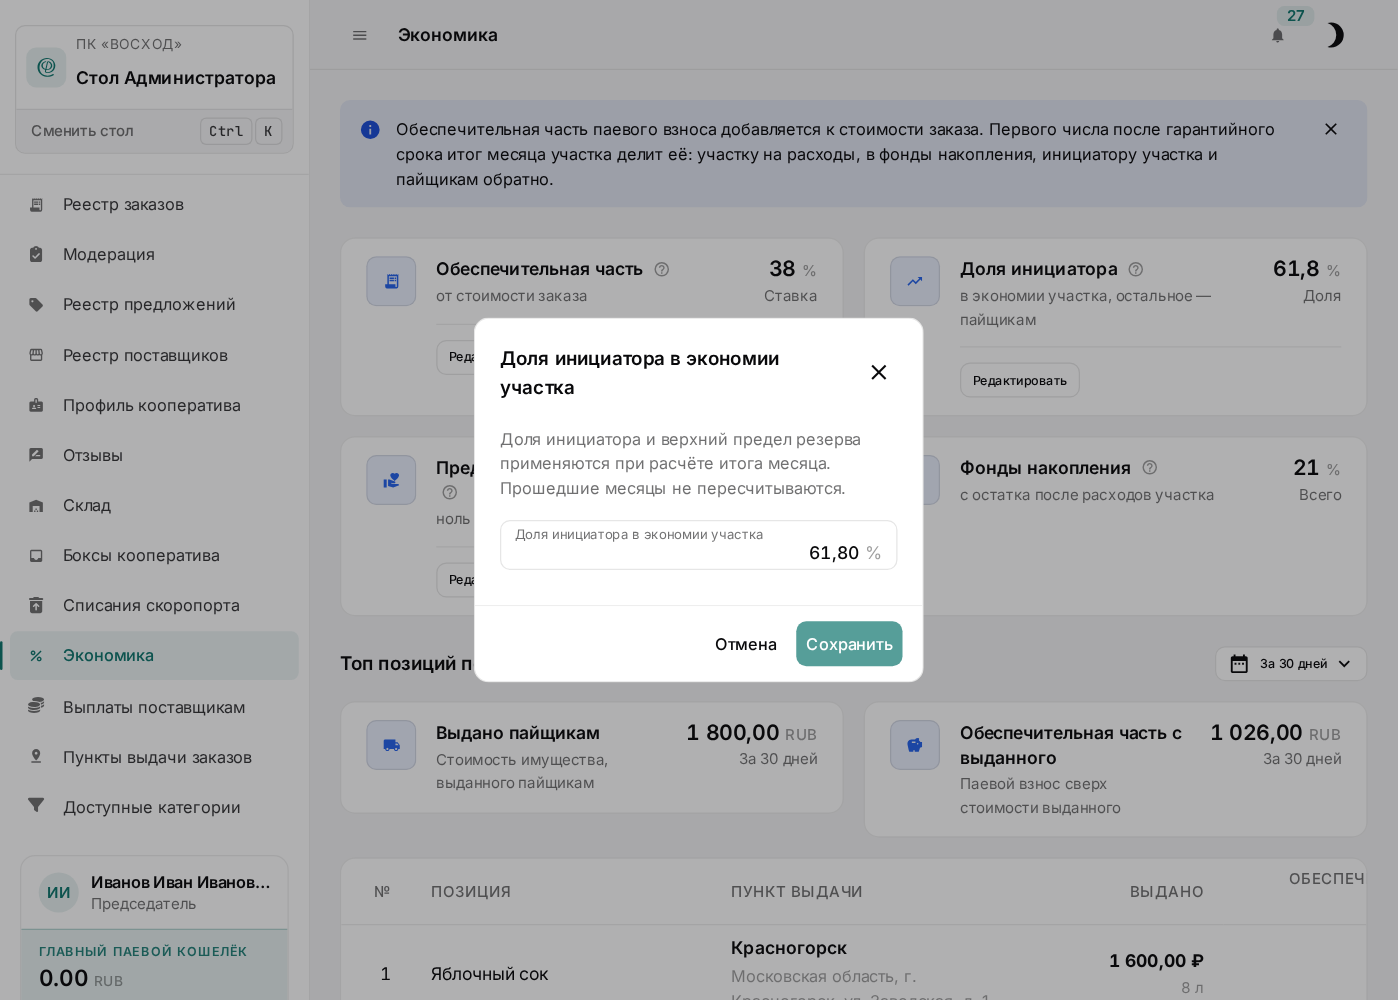 ПК «ВОСХОД»
Стол Администратора
Сменить стол
Ctrl K
Реестр заказов
Модерация
Реестр предложений
Реестр поставщиков
Профиль кооператива
Отзывы
Склад
Боксы кооператива
Списания скоропорта
Экономика
Выплаты поставщикам
Пункты выдачи заказов
Доступные категории
ИИ
Иванов Иван Иванов...
Председатель
ГЛАВНЫЙ ПАЕВОЙ КОШЕЛЁК
0.00 RUB
Экономика
27
Обеспечительная часть паевого взноса добавляется к стоимости заказа. Первого числа после гарантийного
срока итог месяца участка делит её: участку на расходы, в фонды накопления, инициатору участка и
пайщикам обратно.
Обеспечительная часть
38 %
от стоимости заказа
Ставка
Доля инициатора
61,8 %
в экономии участка, остальное —
пайщикам
Доля
Редактировать
Фонды накопления
21 %
с остатка после расходов участка
Всего
ноль
Доля инициатора в экономии
участка
Доля инициатора и верхний предел резерва
применяются при расчёте итога месяца.
Прошедшие месяцы не пересчитываются.
Доля инициатора в экономии участка
61,80 %
Отмена
Сохранить
Топ позиций
За 30 дней
Выдано пайщикам
1 800,00 RUB
Стоимость имущества,
выданного пайщикам
За 30 дней
Обеспечительная часть с
выданного
1 026,00 RUB
За 30 дней
Паевой взнос сверх
стоимости выданного
№ ПОЗИЦИЯ ПУНКТ ВЫДАЧИ ВЫДАНО ОБЕСПЕЧ
1 Яблочный сок
Красногорск
Московская область, г.
1 600,00 ₽
8 л